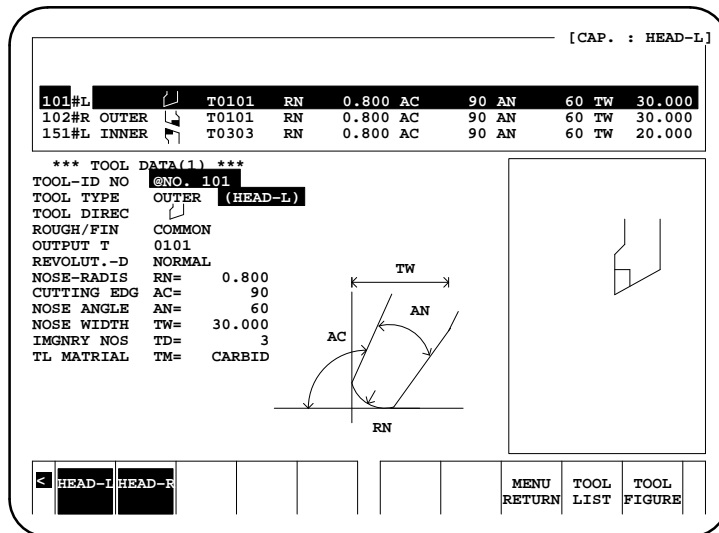 [CAP. : HEAD-L]
101#L T0101 RN 0.800 AC 90 AN 60 TW 30.000
102#R OUTER T0101 RN 0.800 AC 90 AN 60 TW 30.000
151#L INNER T0303 RN 0.800 AC 90 AN 60 TW 20.000
*** TOOL DATA(1) ***
TOOL-ID NO @NO. 101
TOOL TYPE OUTER (HEAD-L)
TOOL DIREC
ROUGH/FIN COMMON
OUTPUT T 0101
REVOLUT.-D NORMAL
NOSE-RADIS RN= 0.800
CUTTING EDG AC= 90
NOSE ANGLE AN= 60
NOSE WIDTH TW= 30.000
IMGNRY NOS TD= 3
TL MATRIAL TM= CARBID
TW
AN
AC
RN
< HEAD-L HEAD-R MENU RETURN TOOL LIST TOOL FIGURE